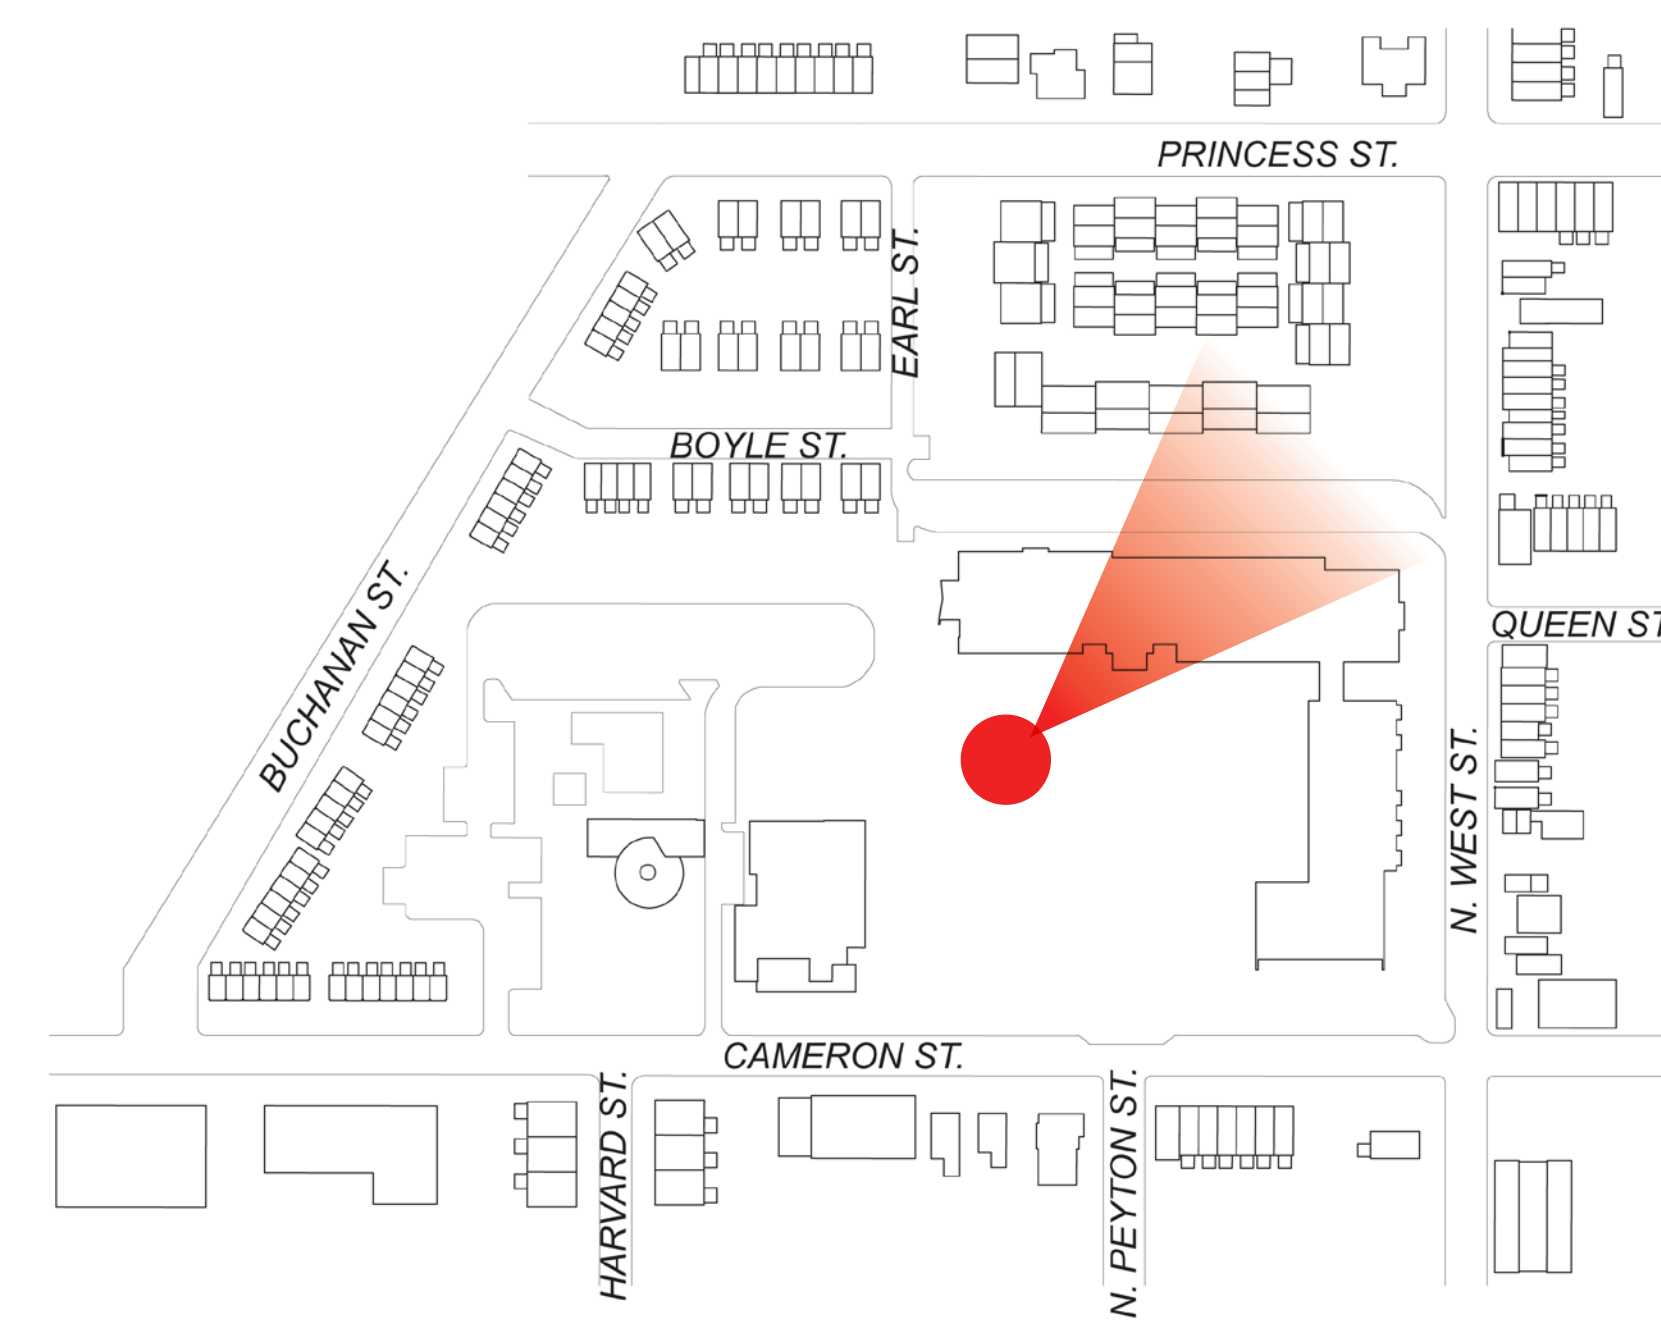 PRINCESS ST.
EARL ST.
BOYLE ST.
BUCHANAN ST.
QUEEN ST
N. WEST ST.
CAMERON ST.
HARVARD ST.
N. PEYTON ST.